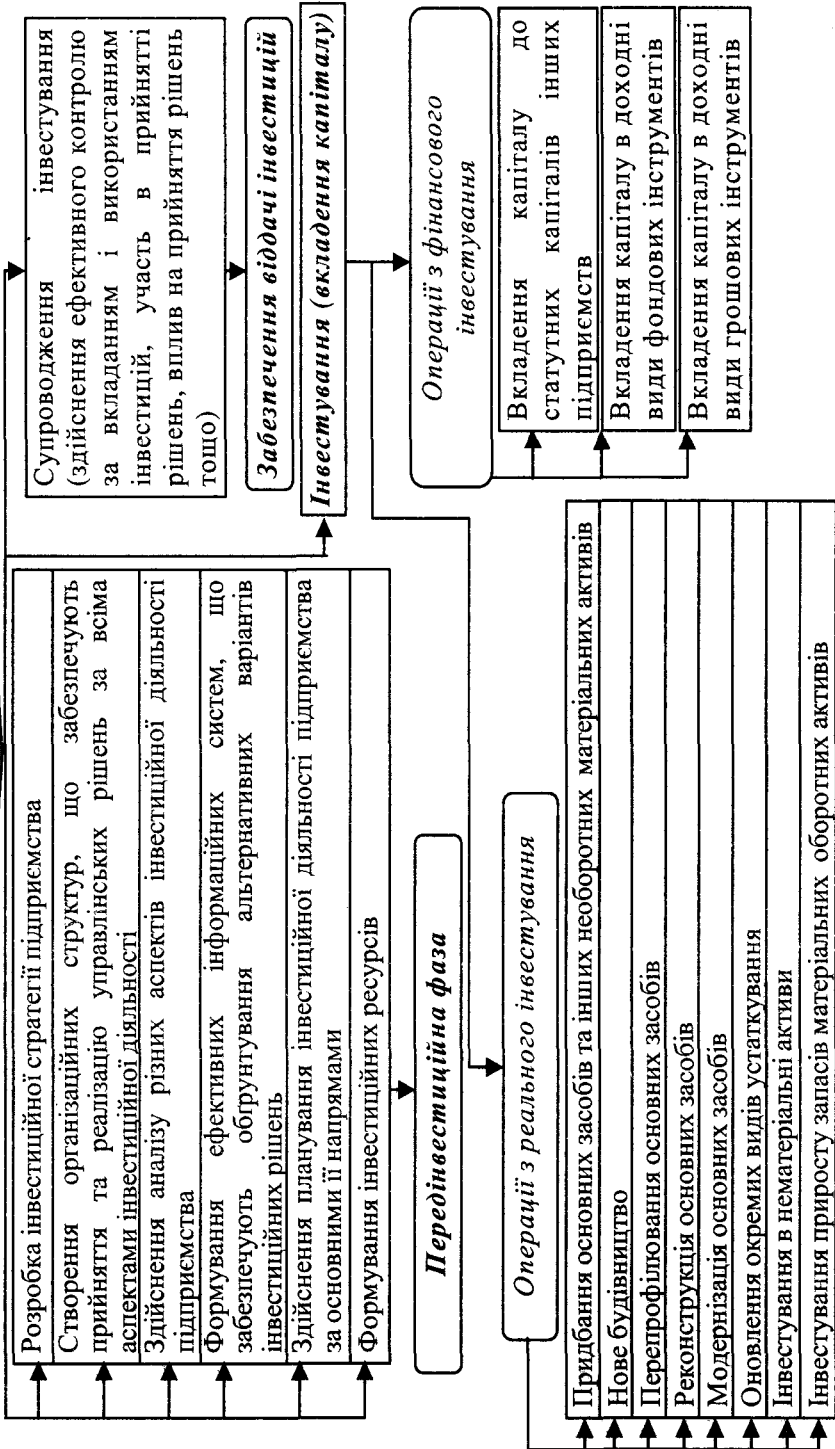 Розробка інвестиційної стратегії підприємства
Створення організаційних структур, що забезпечують
прийняття та реалізацію управлінських рішень за всіма
аспектами інвестиційної діяльності
Здійснення аналізу різних аспектів інвестиційної діяльності
підприємства
Формування ефективних інформаційних систем, що
забезпечують обґрунтування альтернативних варіантів
інвестиційних рішень
Здійснення планування інвестиційної діяльності підприємства
за основними її напрямами
Формування інвестиційних ресурсів
Передінвестиційна фаза
Супроводження інвестування
(здійснення ефективного контролю
за вкладанням і використанням
інвестицій, участь в прийнятті
рішень, вплив на прийняття рішень,
тощо)
Забезпечення віддачі інвестицій
Інвестування (вкладення капіталу)
Операції з реального інвестування
Придбання основних засобів та інших необоротних матеріальних активів
Нове будівництво
Перепрофілювання основних засобів
Реконструкція основних засобів
Модернізація основних засобів
Оновлення окремих видів устаткування
Інвестування в нематеріальні активи
Інвестування приросту запасів матеріальних оборотних активів
Операції з фінансового
інвестування
Вкладення капіталу до
статутних капіталів інших
підприємств
Вкладення капіталу в доходні
види фондових інструментів
Вкладення капіталу в доходні
види грошових інструментів